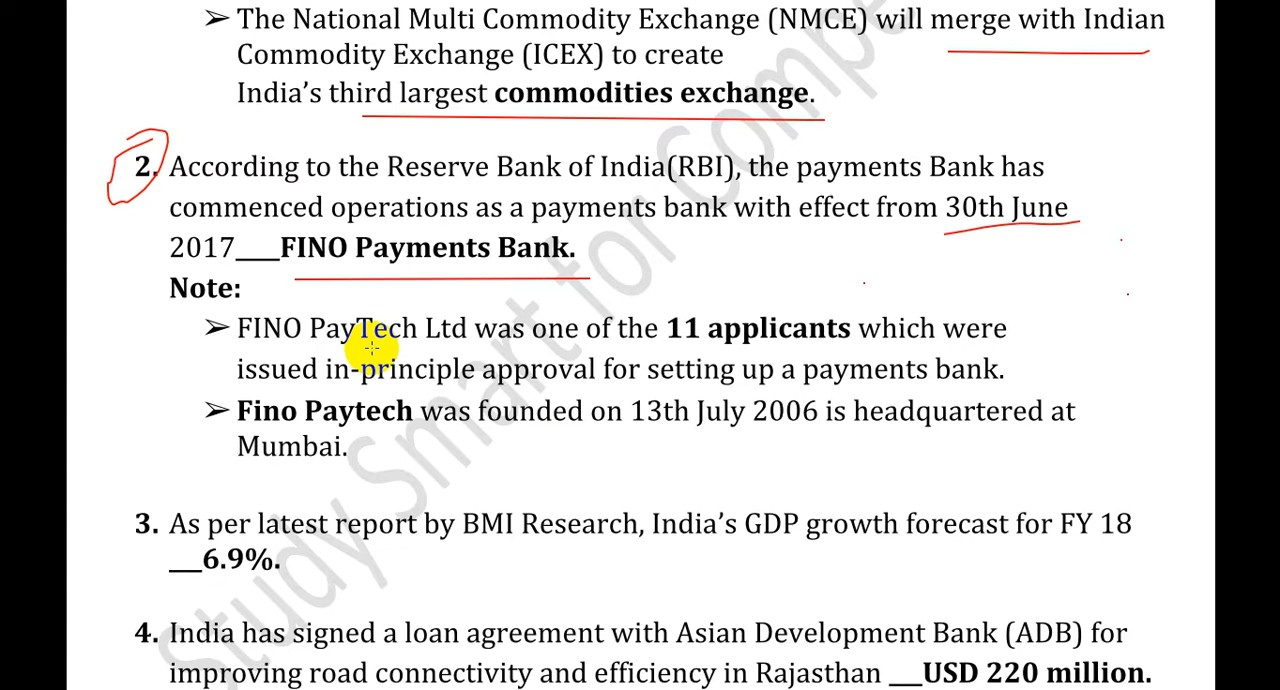 ➢ The National Multi Commodity Exchange (NMCE) will merge with Indian
Commodity Exchange (ICEX) to create
India’s third largest commodities exchange.
2. According to the Reserve Bank of India(RBI), the payments Bank has
commenced operations as a payments bank with effect from 30th June
2017___FINO Payments Bank.
Note:
➢ FINO PayTech Ltd was one of the 11 applicants which were
issued in-principle approval for setting up a payments bank.
➢ Fino Paytech was founded on 13th July 2006 is headquartered at
Mumbai.
3. As per latest report by BMI Research, India’s GDP growth forecast for FY 18
__6.9%.
4. India has signed a loan agreement with Asian Development Bank (ADB) for
improving road connectivity and efficiency in Rajasthan __USD 220 million.
Study Smart for Compe